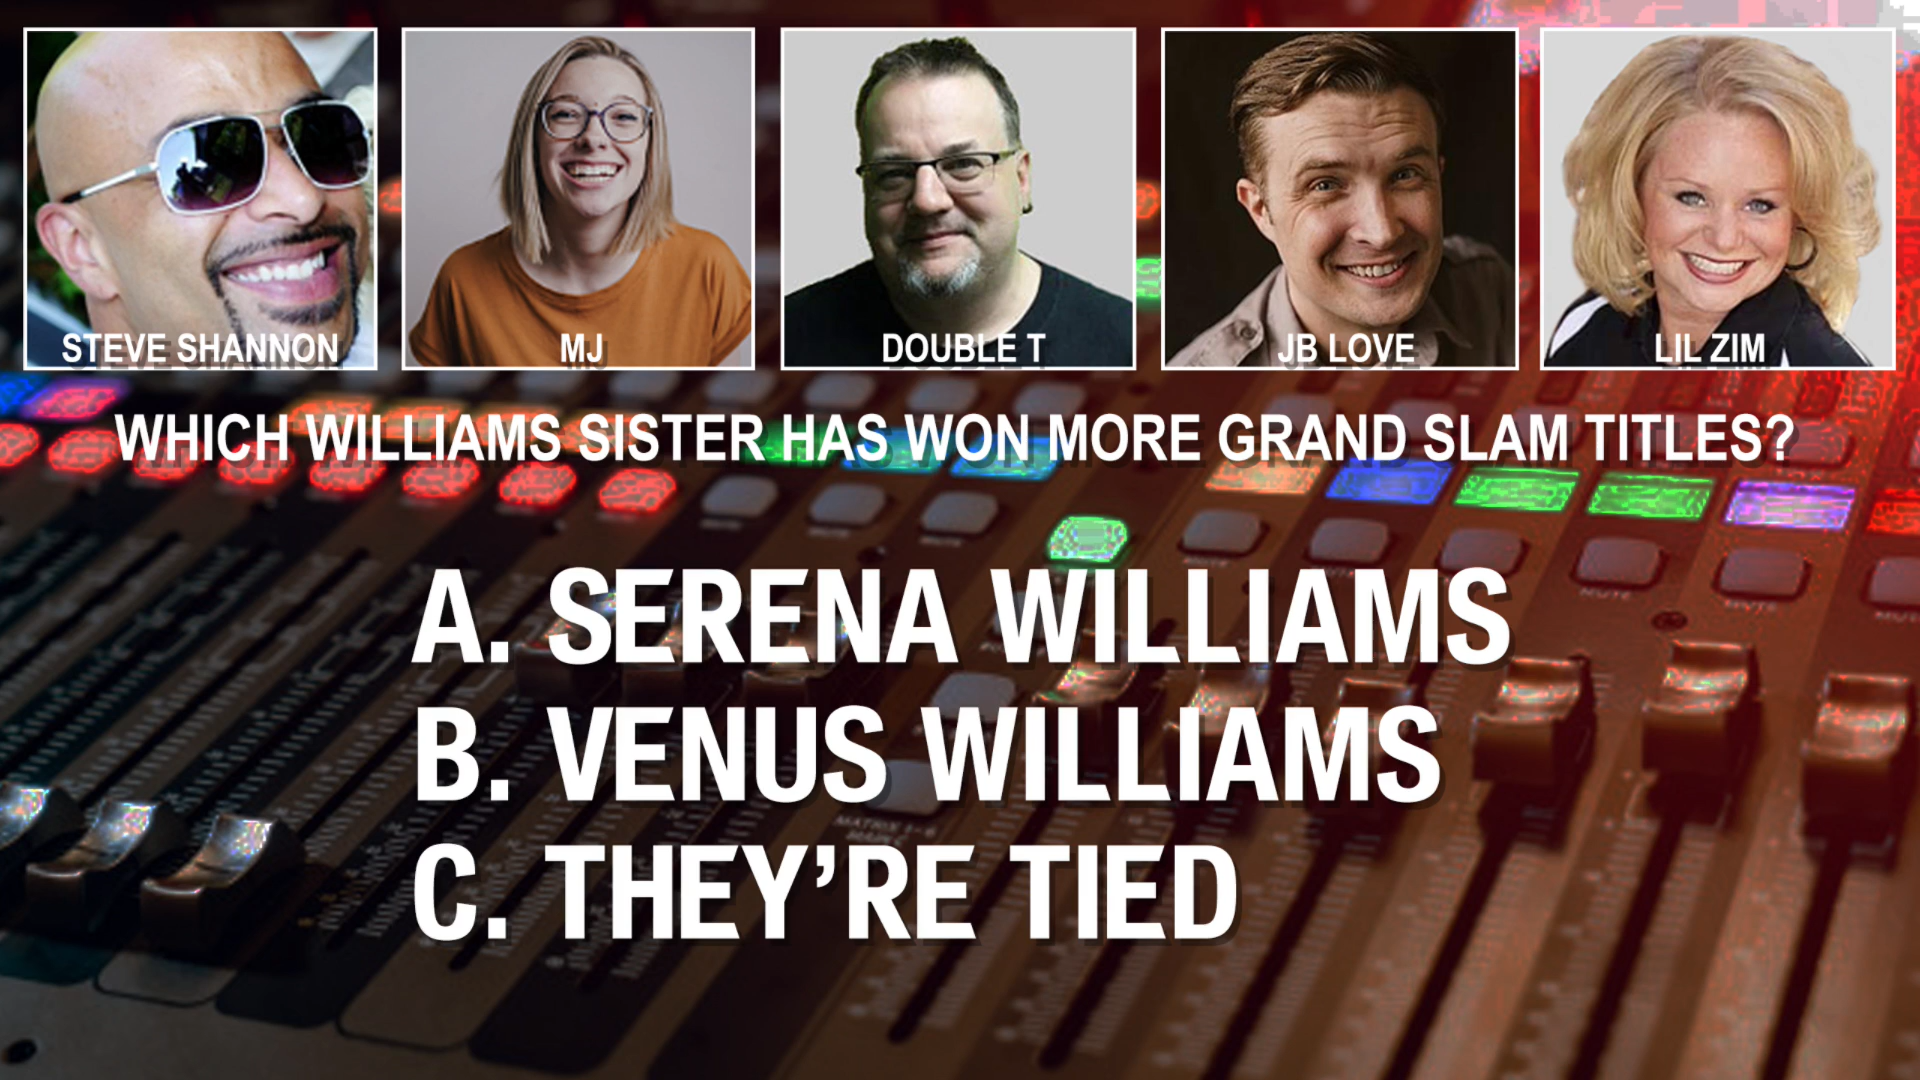 STEVE SHANNON
MJ
DOUBLE T
JB LOVE
LIL ZIM
WHICH WILLIAMS SISTER HAS WON MORE GRAND SLAM TITLES?
A. SERENA WILLIAMS
B. VENUS WILLIAMS
C. THEY'RE TIED